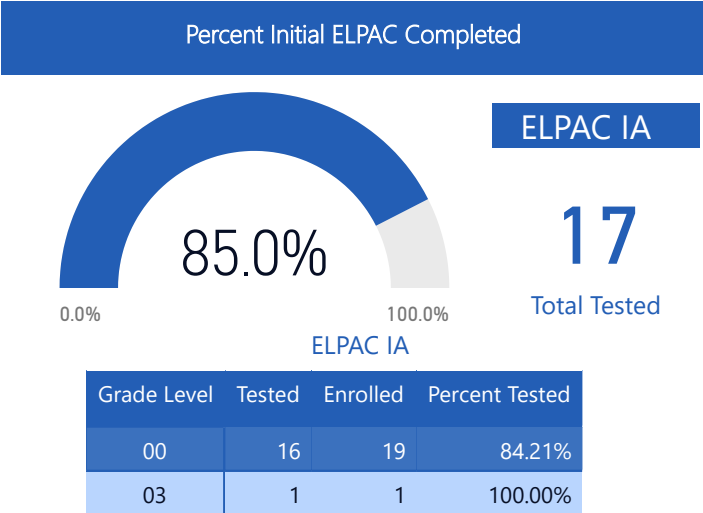 Percent Initial ELPAC Completed
ELPAC IA
85.0%
0.0% 100.0%
17
Total Tested
ELPAC IA
Grade Level Tested Enrolled Percent Tested
00 16 19 84.21%
03 1 1 100.00%